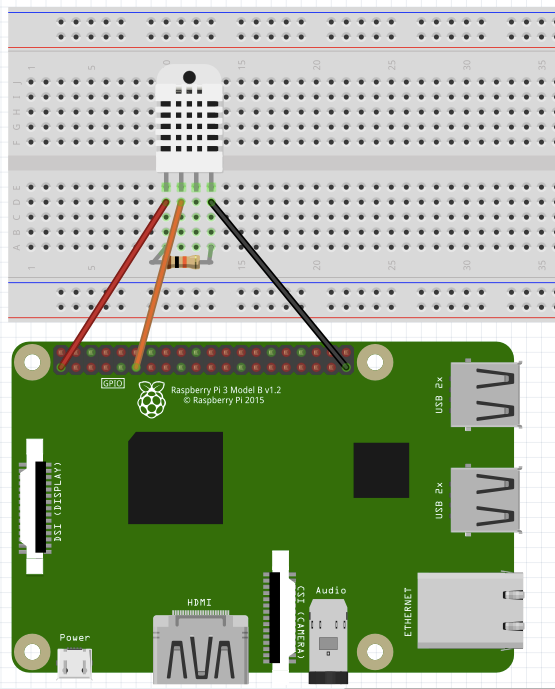 1 5 10 15 20 25 30 35
J
I
H
G
F
E
D
C
B
A
1 5 15 20 25 30 35
GPIO
Raspberry Pi 3 Model B v1.2
© Raspberry Pi 2015
USB 2x
DSI (DISPLAY)
USB 2x
CSI (CAMERA)
Audio
ETHERNET
HDMI
Power